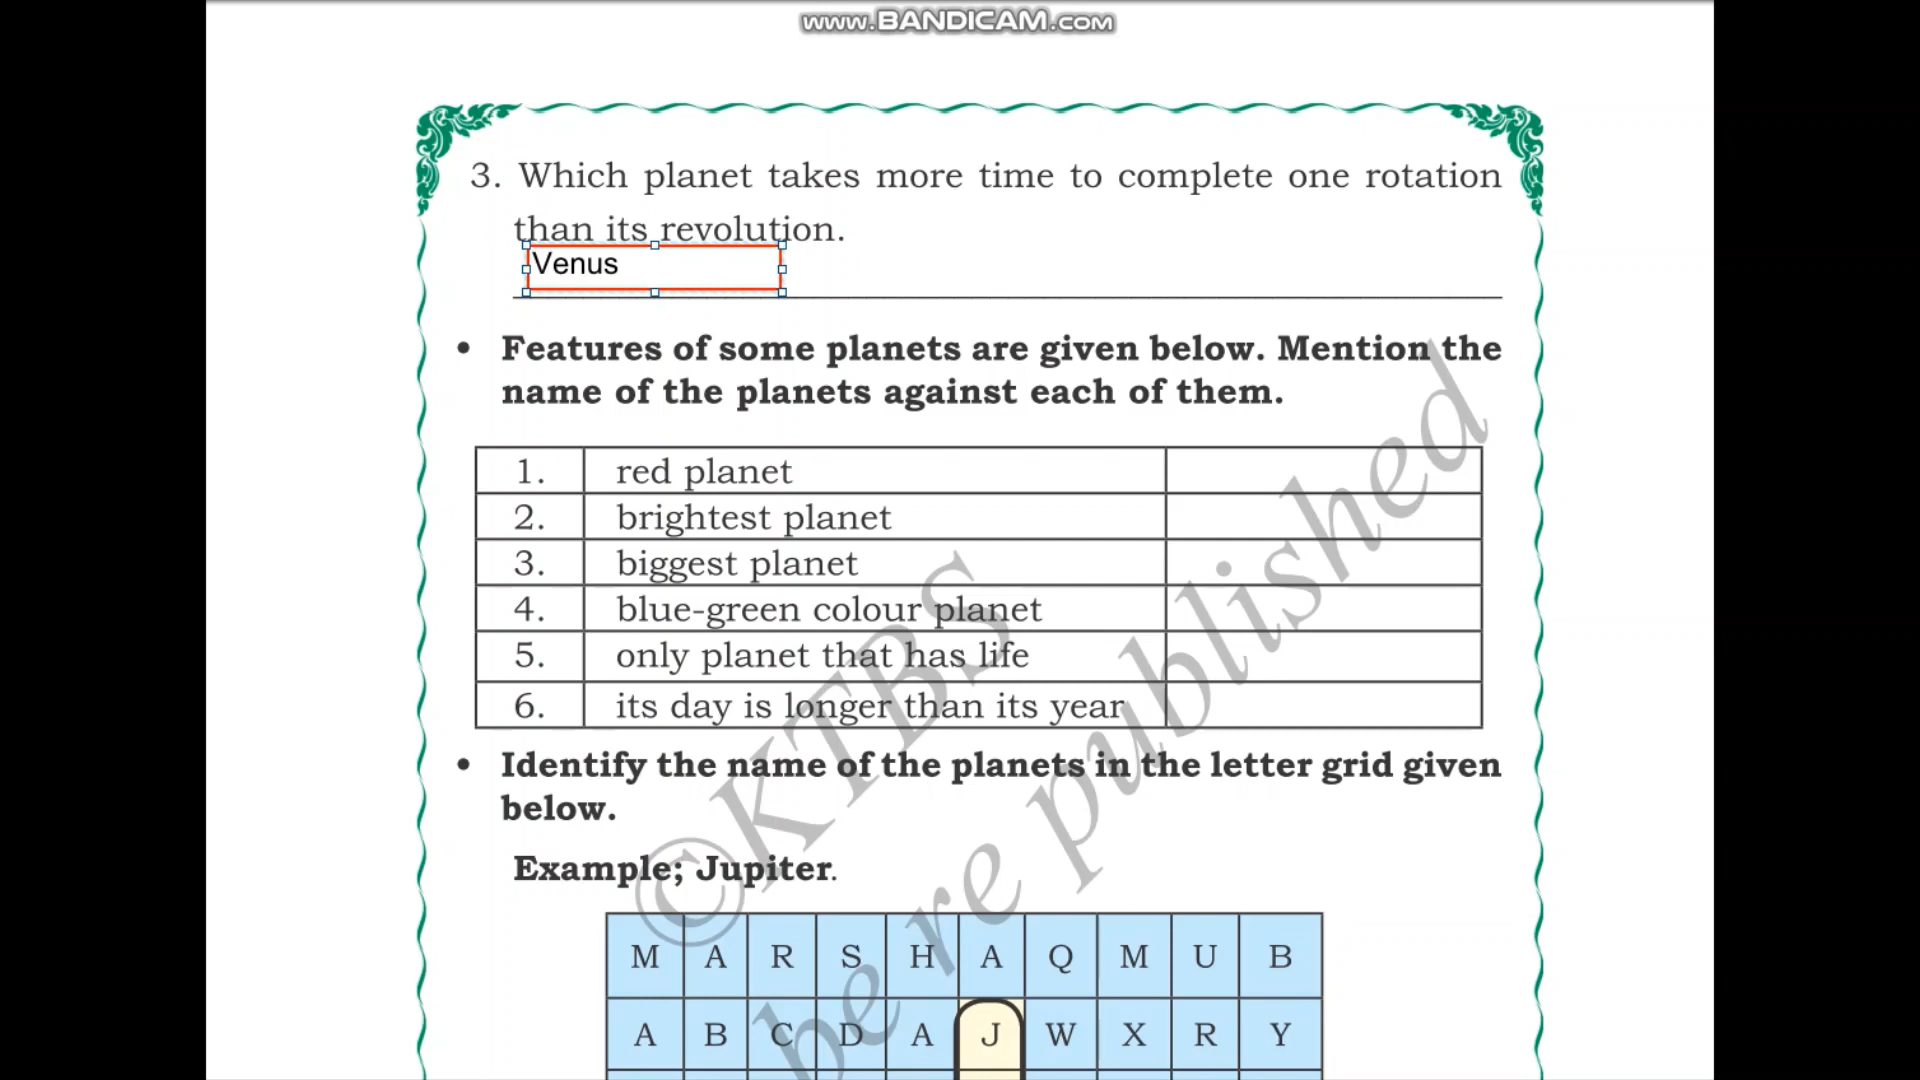 www.BANDICAM.com
3. Which planet takes more time to complete one rotation
than its revolution.
Venus
• Features of some planets are given below. Mention the
name of the planets against each of them.
1. red planet
2. brightest planet
3. biggest planet
4. blue-green colour planet
5. only planet that has life
6. its day is longer than its year
• Identify the name of the planets in the letter grid given
below.
Example; Jupiter.
M A R S H A Q M U B
A B C D A J W X R Y
©KTBS
be re published